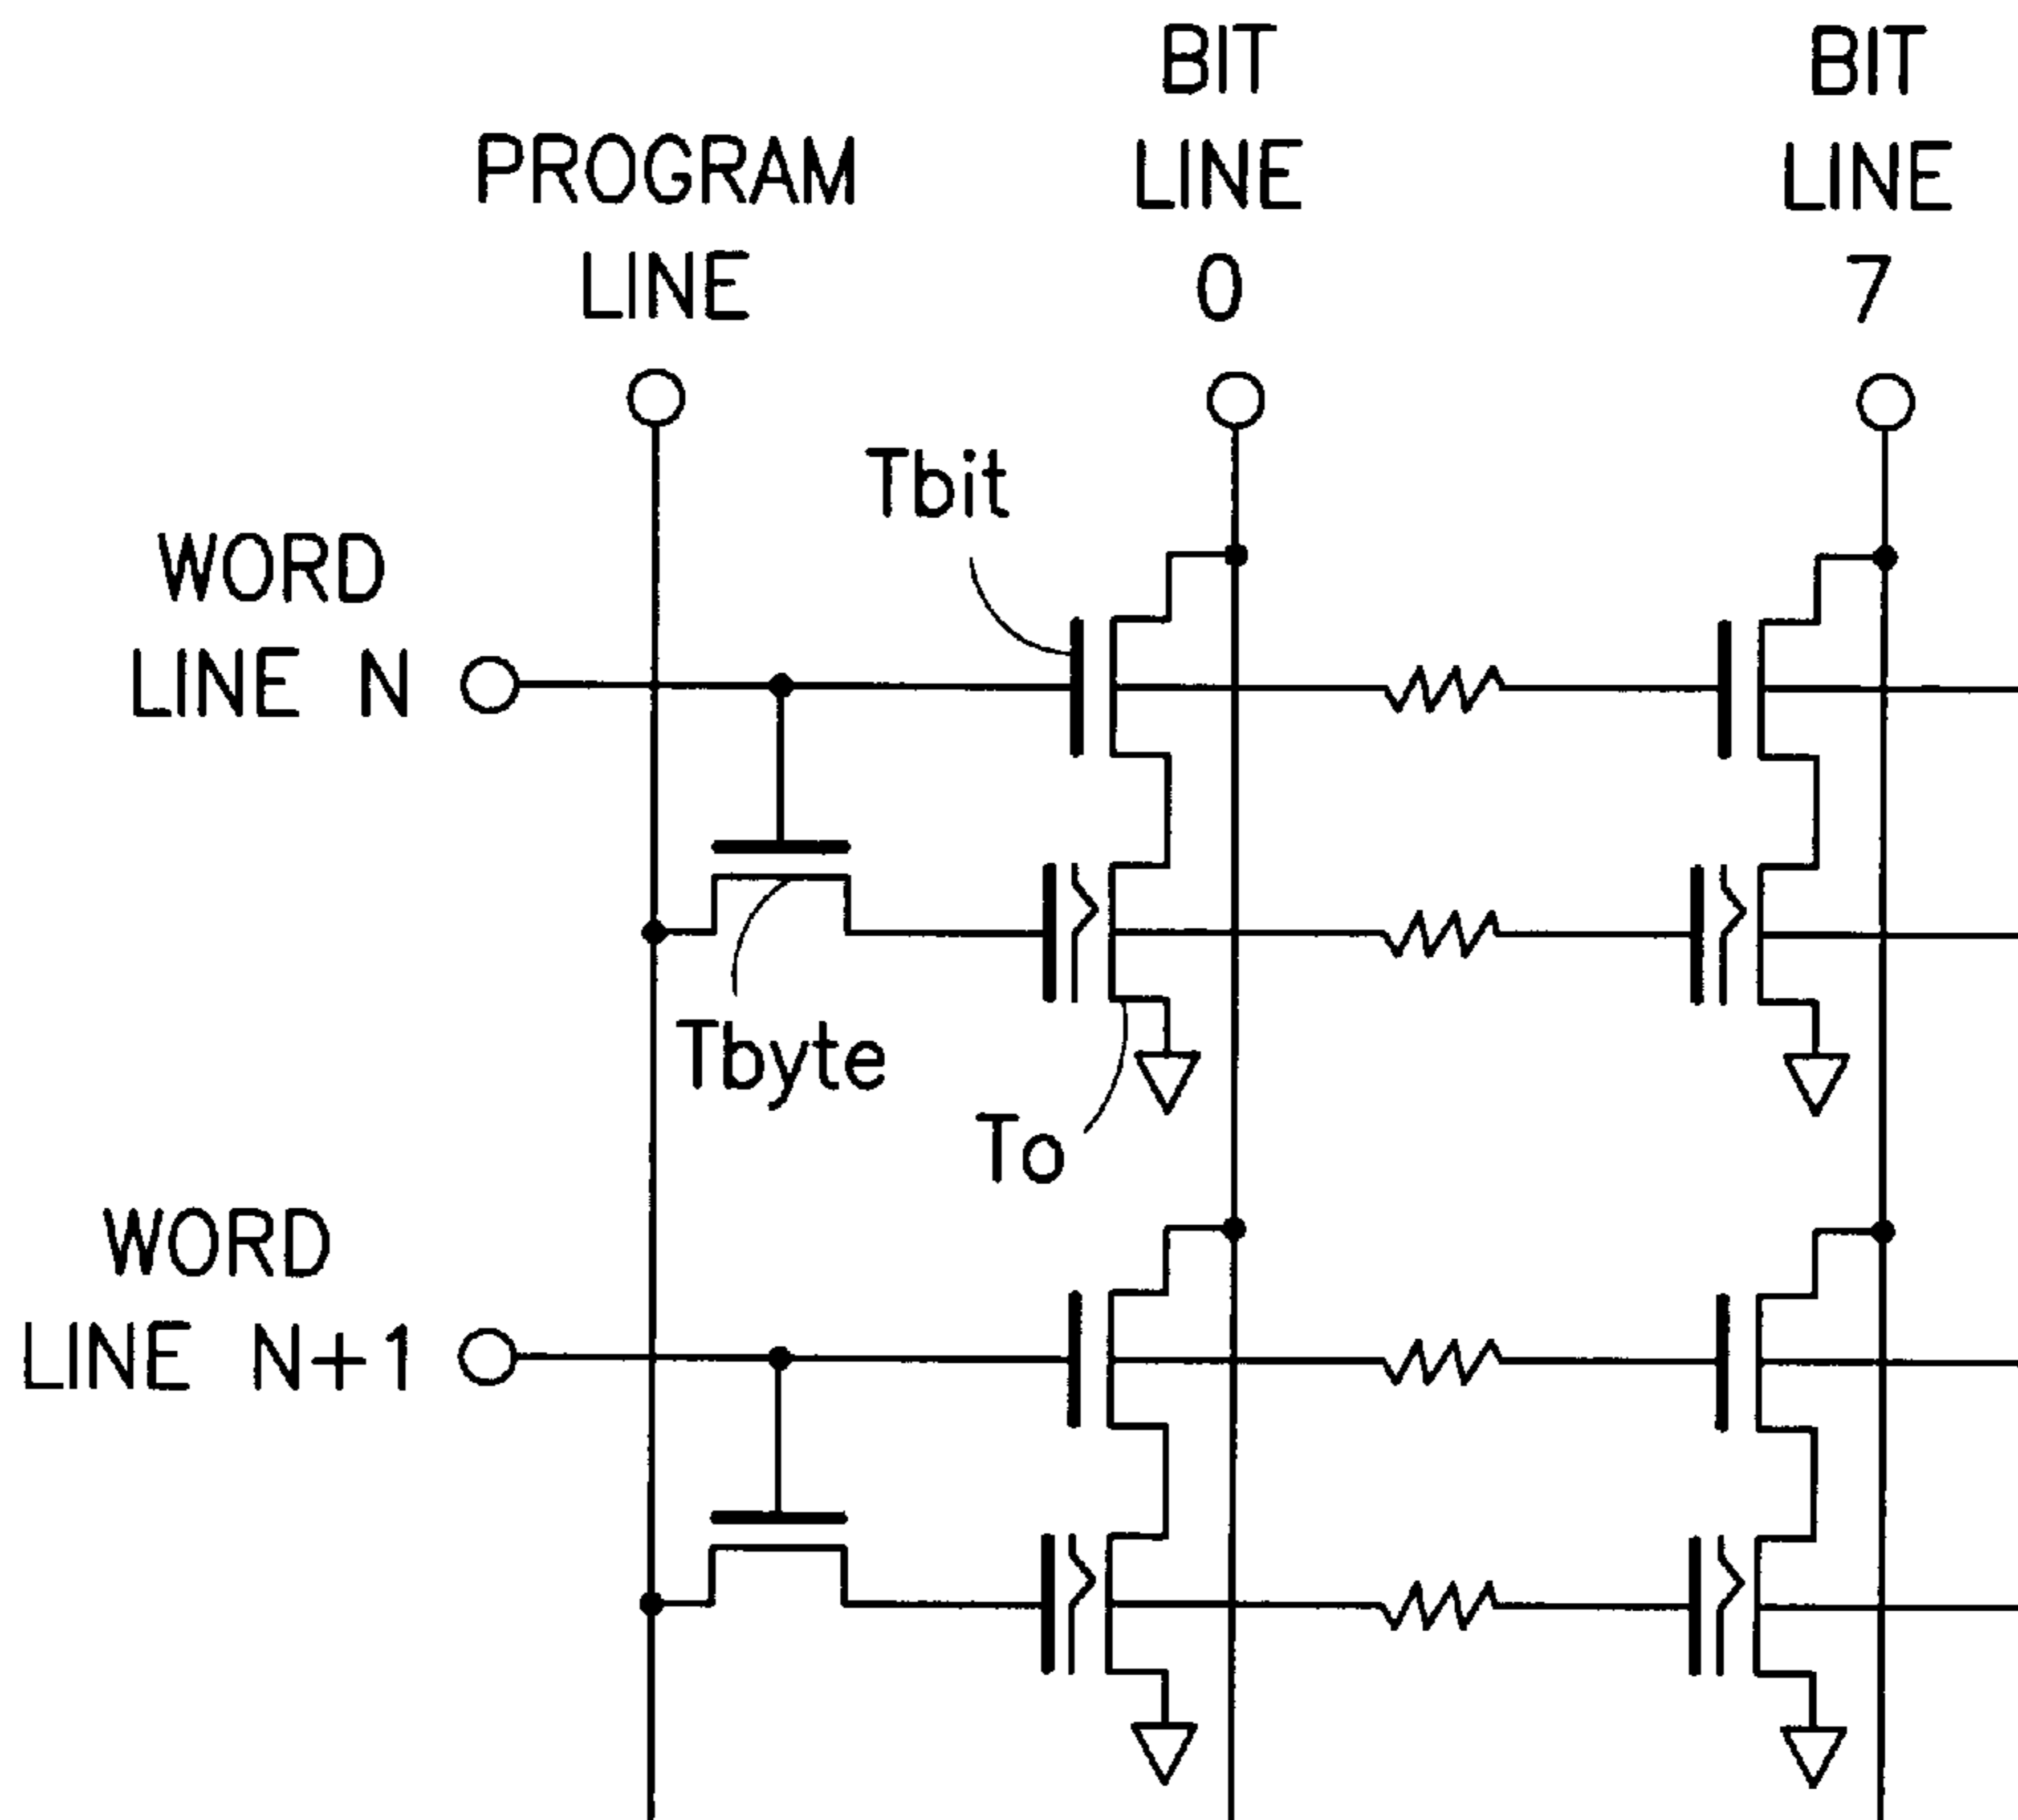 PROGRAM
LINE
BIT
LINE
0
BIT
LINE
7
Tbit
WORD
LINE N
Tbyte
To
WORD
LINE N+1